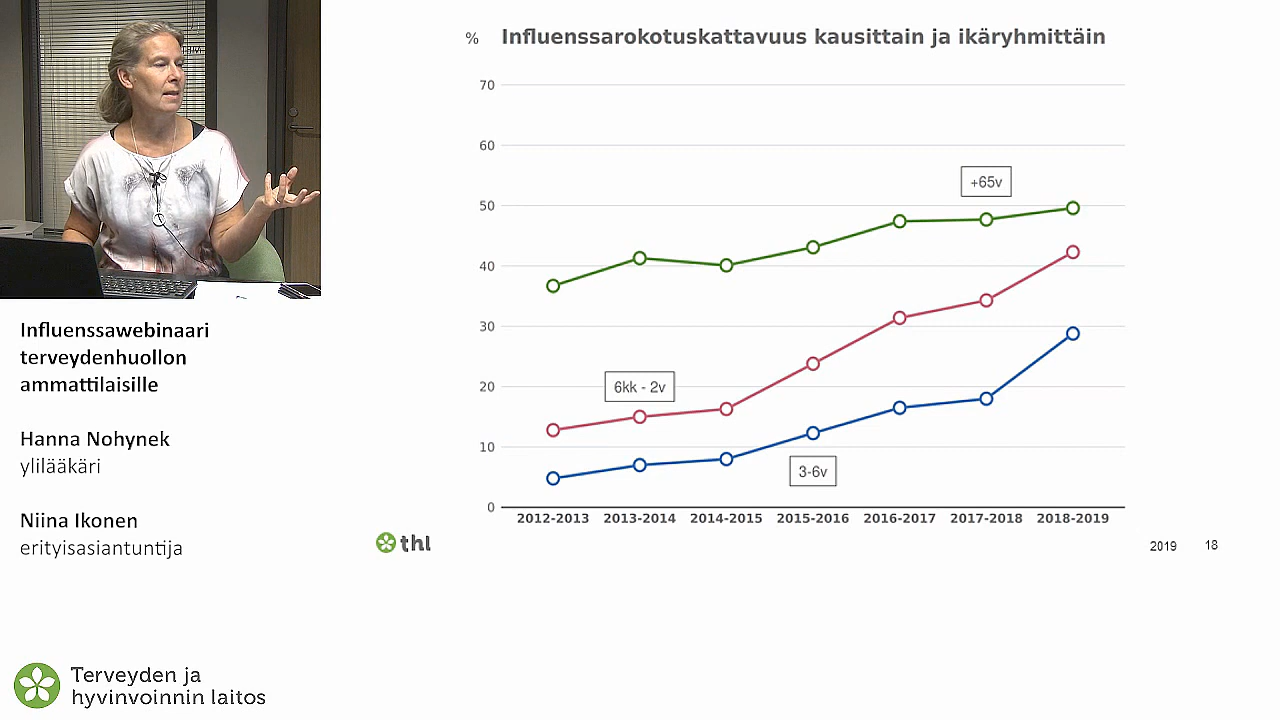 % Influenssarokotuskattavuus kausittain ja ikäryhmittäin
70
60
+65v
50
40
30
6kk - 2v
20
10
3-6v
0
2012-2013 2013-2014 2014-2015 2015-2016 2016-2017 2017-2018 2018-2019
thl
2019 18
Influenssawebinaari
terveydenhuollon
ammattilaisille
Hanna Nohynek
ylilääkäri
Niina Ikonen
erityisasiantuntija
Terveyden ja
hyvinvoinnin laitos